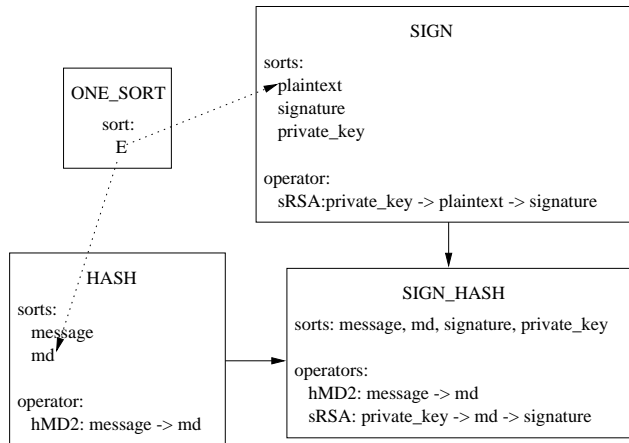 SIGN
sorts:
plaintext
signature
private_key
operator:
sRSA:private_key -> plaintext -> signature
ONE_SORT
sort:
E
HASH
sorts:
message
md
operator:
hMD2: message -> md
SIGN_HASH
sorts: message, md, signature, private_key
operators:
hMD2: message -> md
sRSA: private_key -> md -> signature